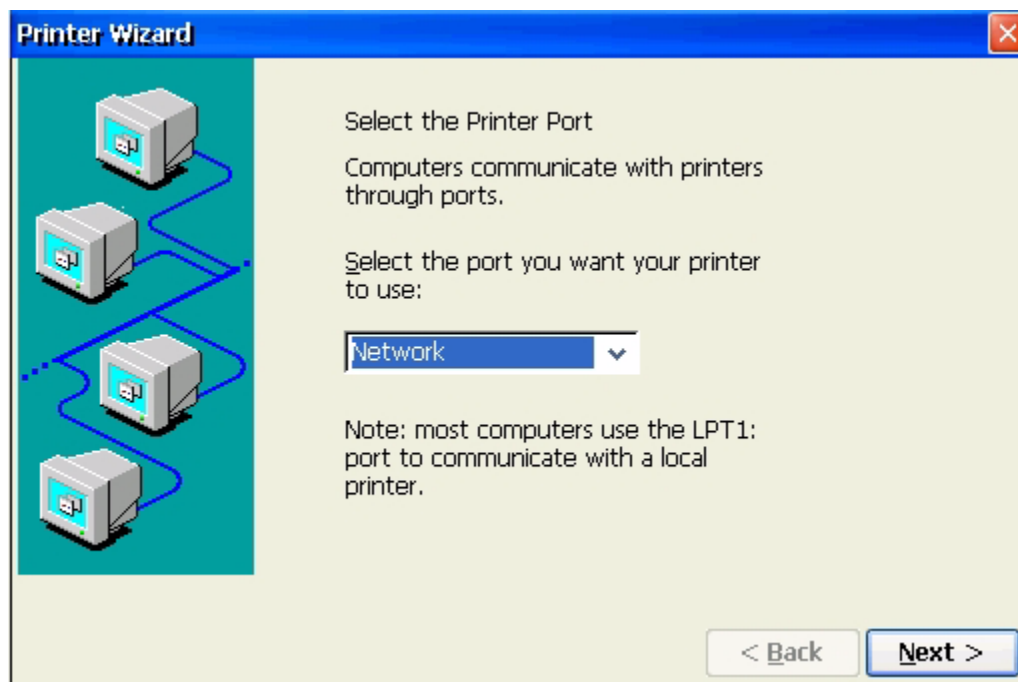 Printer Wizard
Select the Printer Port
Computers communicate with printers
through ports.
Select the port you want your printer
to use:
Network
Note: most computers use the LPT1:
port to communicate with a local
printer.
< Back
Next >